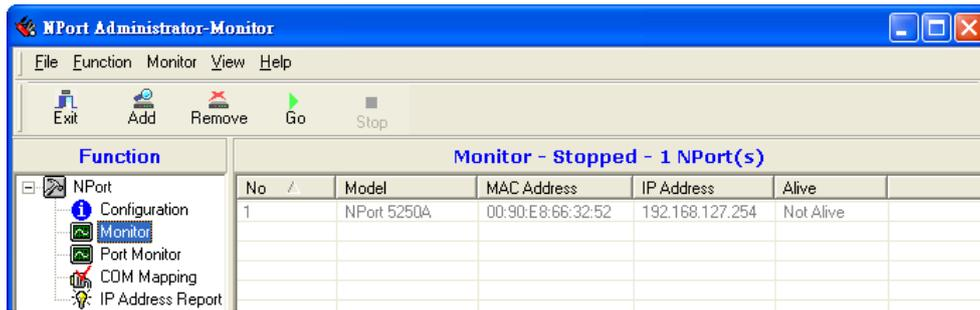 NPort Administrator-Monitor
File Function Monitor View Help
Exit Add Remove Go Stop
Function
Monitor - Stopped - 1 NPort(s)
NPort
Configuration
Monitor
Port Monitor
COM Mapping
IP Address Report
No Model MAC Address IP Address Alive
1 NPort 5250A 00:90:E8:66:32:52 192.168.127.254 Not Alive